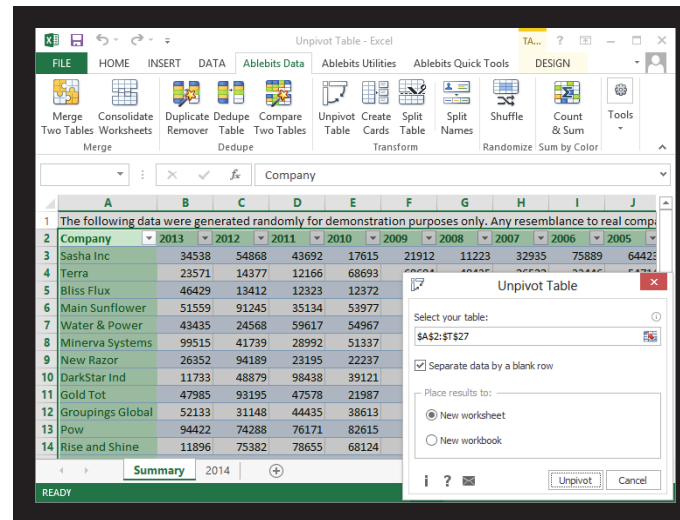 Unpivot Table - Excel TA... ?
FILE HOME INSERT DATA Ablebits Data Ablebits Utilities Ablebits Quick Tools DESIGN
Merge Two Tables Consolidate Worksheets Duplicate Remover Dedupe Table Compare Two Tables Unpivot Table Create Cards Split Table Split Names Shuffle Count & Sum Tools
Merge Dedupe Transform Randomize Sum by Color
fx Company
A B C D E F G H I J
1 The following data were generated randomly for demonstration purposes only. Any resemblance to real compa
2 Company 2013 2012 2011 2010 2009 2008 2007 2006 2005
3 Sasha Inc 34538 54868 43692 17615 21912 11223 32935 75889 64423
4 Terra 23571 14377 12166 68693
5 Bliss Flux 46429 13412 12323 12372
6 Main Sunflower 51559 91245 35134 53977
7 Water & Power 43435 24568 59617 54967
8 Minerva Systems 99515 41739 28992 51337
9 New Razor 26352 94189 23195 22237
10 DarkStar Ind 11733 48879 98438 39121
11 Gold Tot 47985 93195 47578 21987
12 Groupings Global 52133 31148 44435 38613
13 Pow 94422 74288 76171 82615
14 Rise and Shine 11896 75382 78655 68124
Summary 2014
READY
Unpivot Table
Select your table:
$A$2:$T$27
Separate data by a blank row
Place results to:
New worksheet
New workbook
i ? Unpivot Cancel